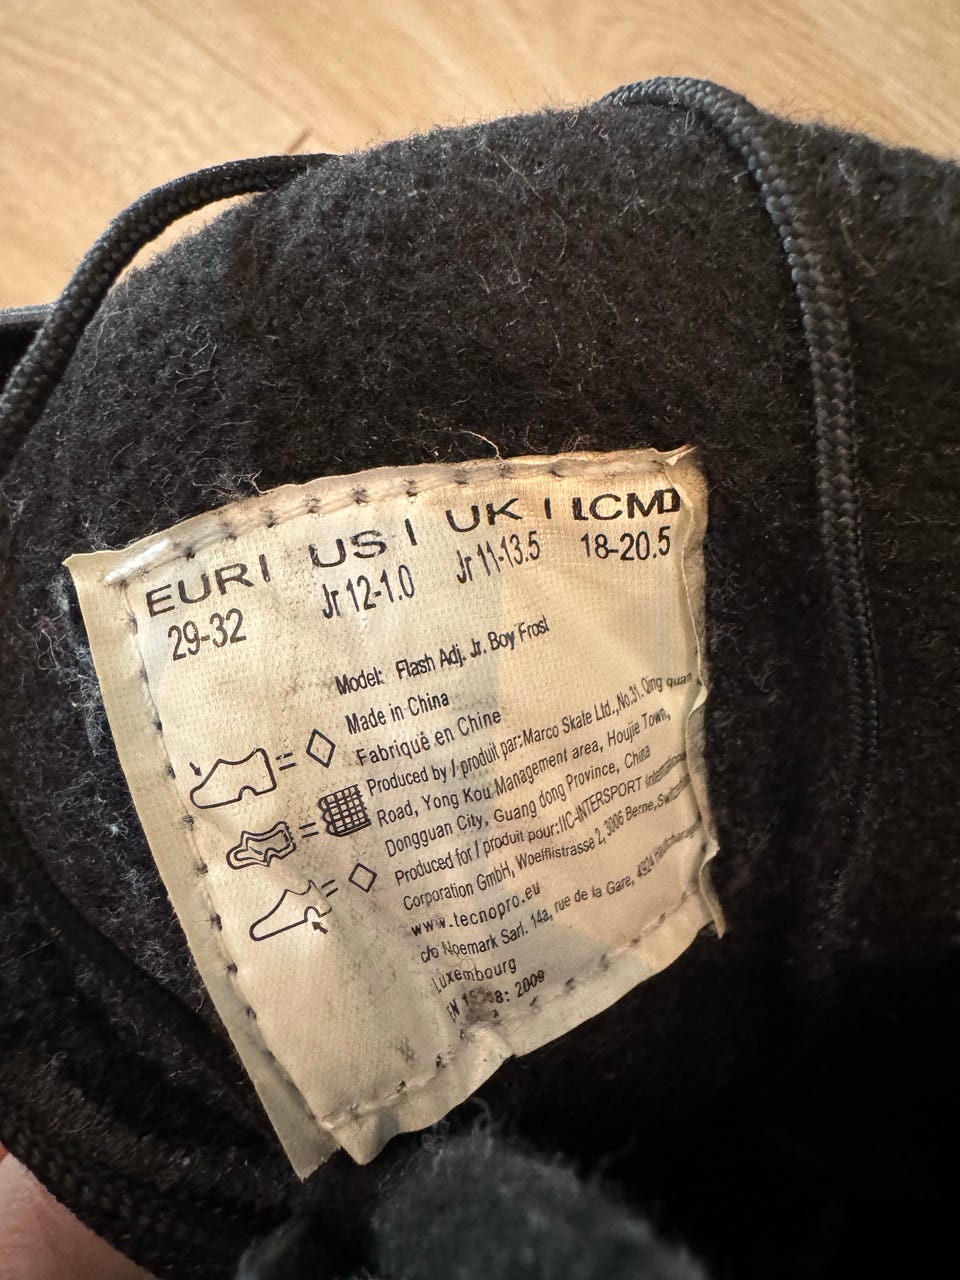 EUR | US | UK | [CM]
29-32 Jr 12-1.0 Jr 11-13.5 18-20.5
Model: Flash Adj. Jr. Boy Frost
Made in China
Fabriqué en Chine
Produced by / produit par: Marco Skate Ltd., No.31. Qing quan
Road, Yong Kou Management area, Houjie Town,
Dongguan City, Guang dong Province, China
Produced for / produit pour: IIC-INTERSPORT International
Corporation GmbH, Woelflistrasse 2, 3006 Berne,
www.tecnopro.eu
c/o Noemark Sarl. 14a, rue de la Gare, 4924
Luxembourg
EN 2009